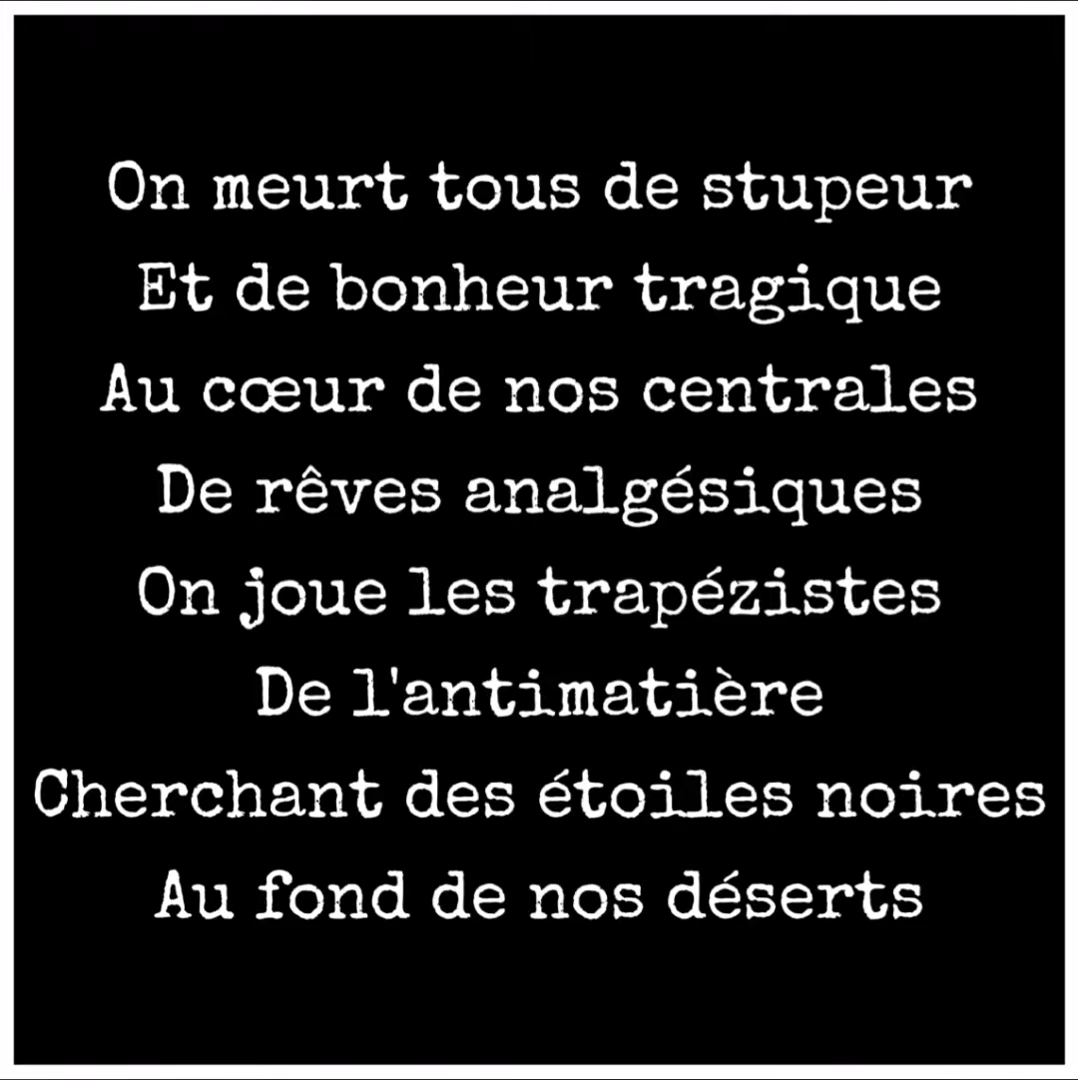 On meurt tous de stupeur
Et de bonheur tragique
Au cœur de nos centrales
De rêves analgésiques
On joue les trapézistes
De l'antimatière
Cherchant des étoiles noires
Au fond de nos déserts